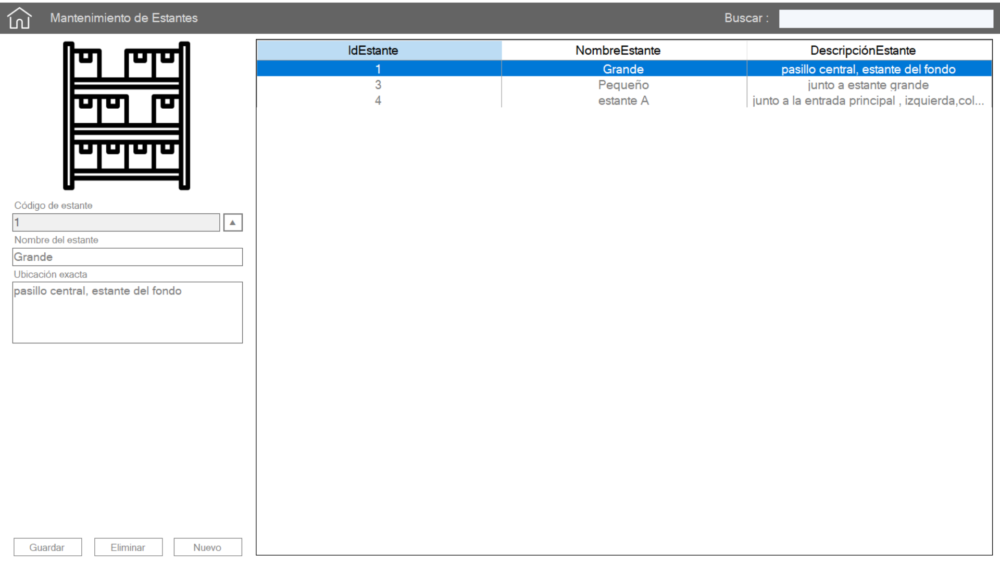 Mantenimiento de Estantes
Buscar :
IdEstante NombreEstante DescripciónEstante
1 Grande pasillo central, estante del fondo
3 Pequeño junto a estante grande
4 estante A junto a la entrada principal , izquierda,col...
Código de estante
1
Nombre del estante
Grande
Ubicación exacta
pasillo central, estante del fondo
Guardar Eliminar Nuevo